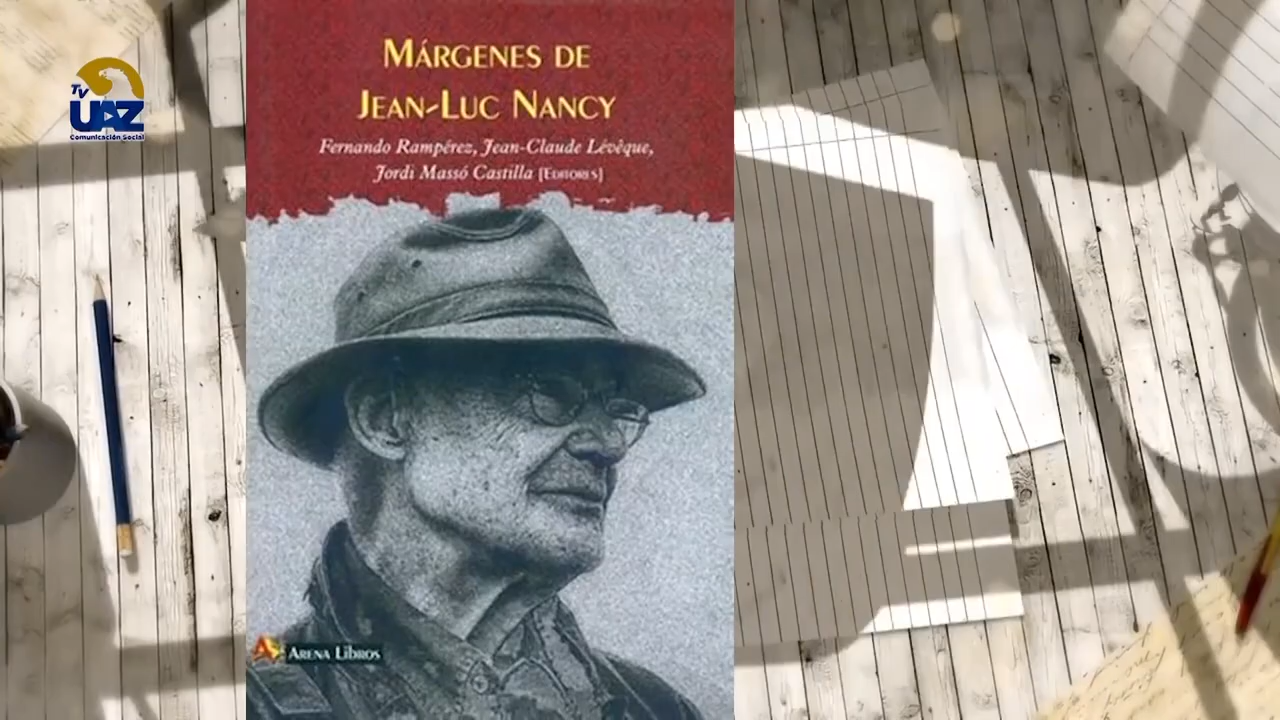 TV
UAZ
Comunicación Social
MÁRGENES DE
JEAN-LUC NANCY
Fernando Rampérez, Jean-Claude Lévêque,
Jordi Massó Castilla [EDITORES]
ARENA LIBROS